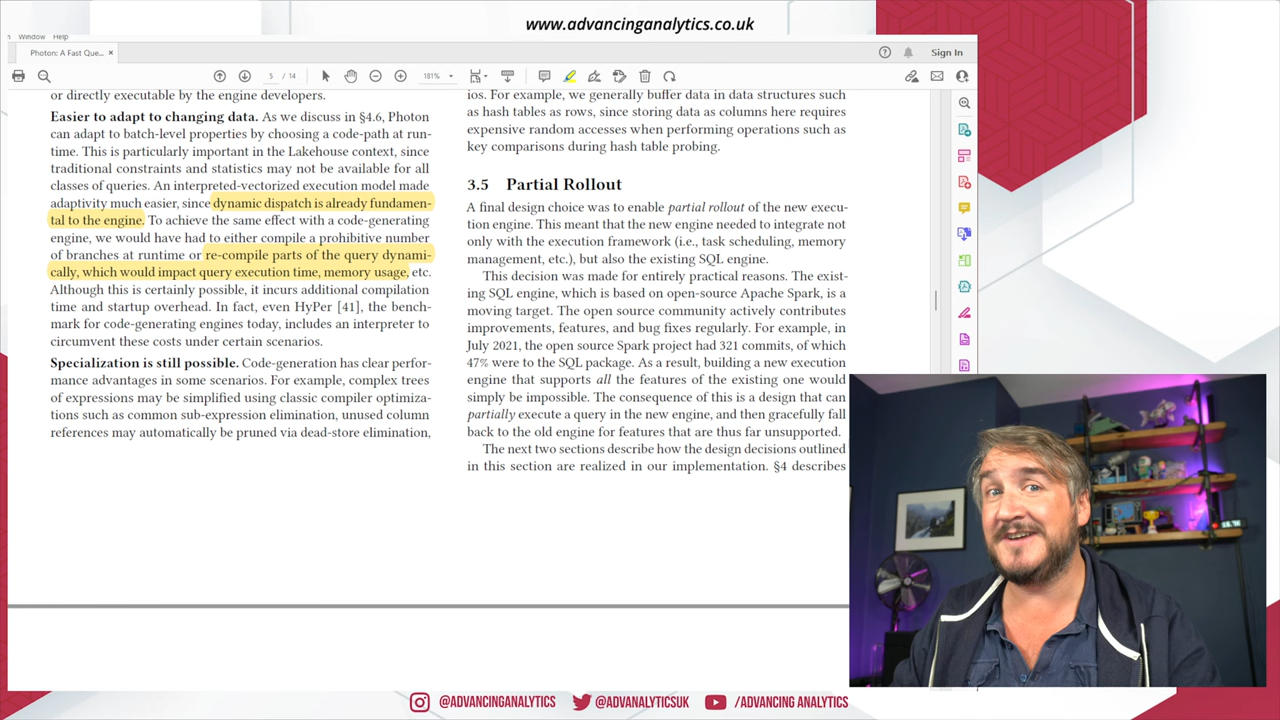 www.advancinganalytics.co.uk
Window Help
Photon: A Fast Que... ×
Sign In
5 / 14
181%
or directly executable by the engine developers.
Easier to adapt to changing data. As we discuss in §4.6, Photon
can adapt to batch-level properties by choosing a code-path at run-
time. This is particularly important in the Lakehouse context, since
traditional constraints and statistics may not be available for all
classes of queries. An interpreted-vectorized execution model made
adaptivity much easier, since dynamic dispatch is already fundamen-
tal to the engine. To achieve the same effect with a code-generating
engine, we would have had to either compile a prohibitive number
of branches at runtime or re-compile parts of the query dynami-
cally, which would impact query execution time, memory usage, etc.
Although this is certainly possible, it incurs additional compilation
time and startup overhead. In fact, even HyPer [41], the bench-
mark for code-generating engines today, includes an interpreter to
circumvent these costs under certain scenarios.
Specialization is still possible. Code-generation has clear perfor-
mance advantages in some scenarios. For example, complex trees
of expressions may be simplified using classic compiler optimiza-
tions such as common sub-expression elimination, unused column
references may automatically be pruned via dead-store elimination,
ios. For example, we generally buffer data in data structures such
as hash tables as rows, since storing data as columns here requires
expensive random accesses when performing operations such as
key comparisons during hash table probing.
3.5 Partial Rollout
A final design choice was to enable partial rollout of the new execu-
tion engine. This meant that the new engine needed to integrate not
only with the execution framework (i.e., task scheduling, memory
management, etc.), but also the existing SQL engine.
This decision was made for entirely practical reasons. The exist-
ing SQL engine, which is based on open-source Apache Spark, is a
moving target. The open source community actively contributes
improvements, features, and bug fixes regularly. For example, in
July 2021, the open source Spark project had 321 commits, of which
47% were to the SQL package. As a result, building a new execution
engine that supports all the features of the existing one would
simply be impossible. The consequence of this is a design that can
partially execute a query in the new engine, and then gracefully fall
back to the old engine for features that are thus far unsupported.
The next two sections describe how the design decisions outlined
in this section are realized in our implementation. §4 describes
@ADVANCINGANALYTICS
@ADVANALYTICSUK
/ADVANCING ANALYTICS